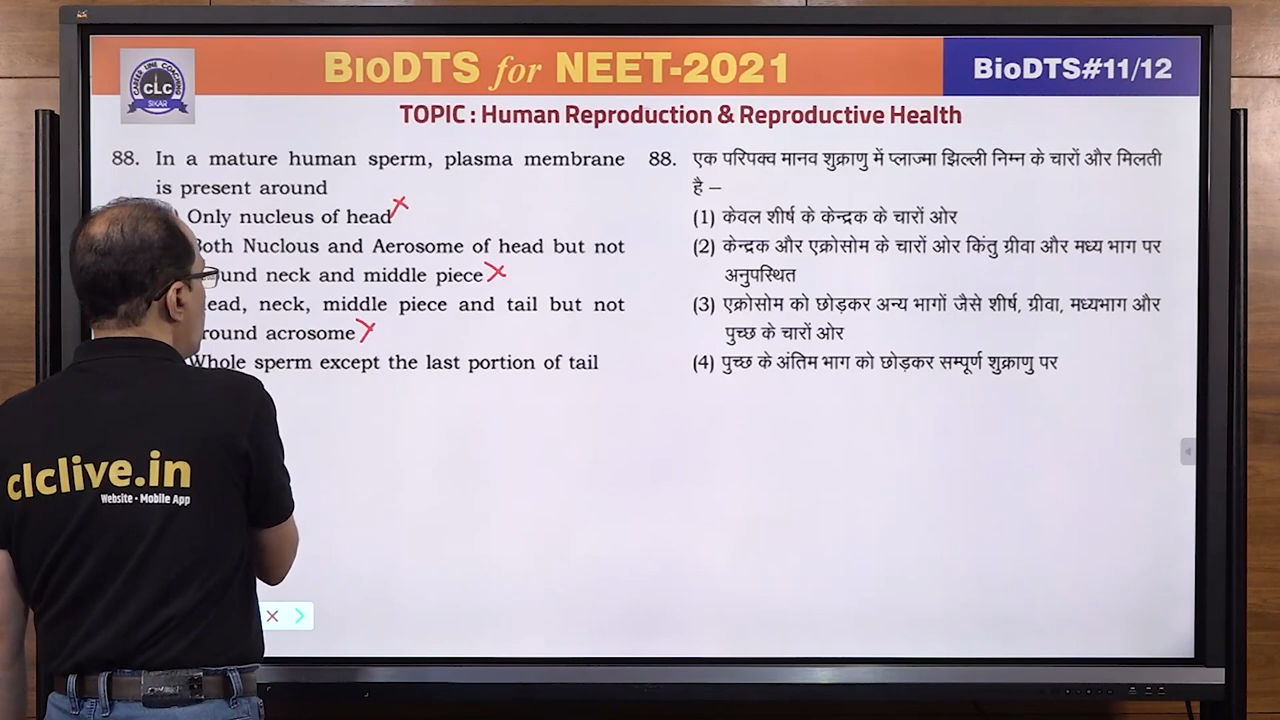 BIODTS for NEET-2021
BIODTS#11/12
CAREER LINE COACHING
CLC
SIKAR
TOPIC : Human Reproduction & Reproductive Health
88. In a mature human sperm, plasma membrane
is present around
Only nucleus of head
Both Nuclous and Aerosome of head but not
neck and middle piece
neck, middle piece and tail but not
acrosome
Whole sperm except the last portion of tail
88. एक परिपक्व मानव शुक्राणु में प्लाज्मा झिल्ली निम्न के चारों और मिलती
है –
(1) केवल शीर्ष के केन्द्रक के चारों ओर
(2) केन्द्रक और एक्रोसोम के चारों ओर किंतु ग्रीवा और मध्य भाग पर
अनुपस्थित
(3) एक्रोसोम को छोड़कर अन्य भागों जैसे शीर्ष, ग्रीवा, मध्यभाग और
पुच्छ के चारों ओर
(4) पुच्छ के अंतिम भाग को छोड़कर सम्पूर्ण शुक्राणु पर
clclive.in
Website - Mobile App